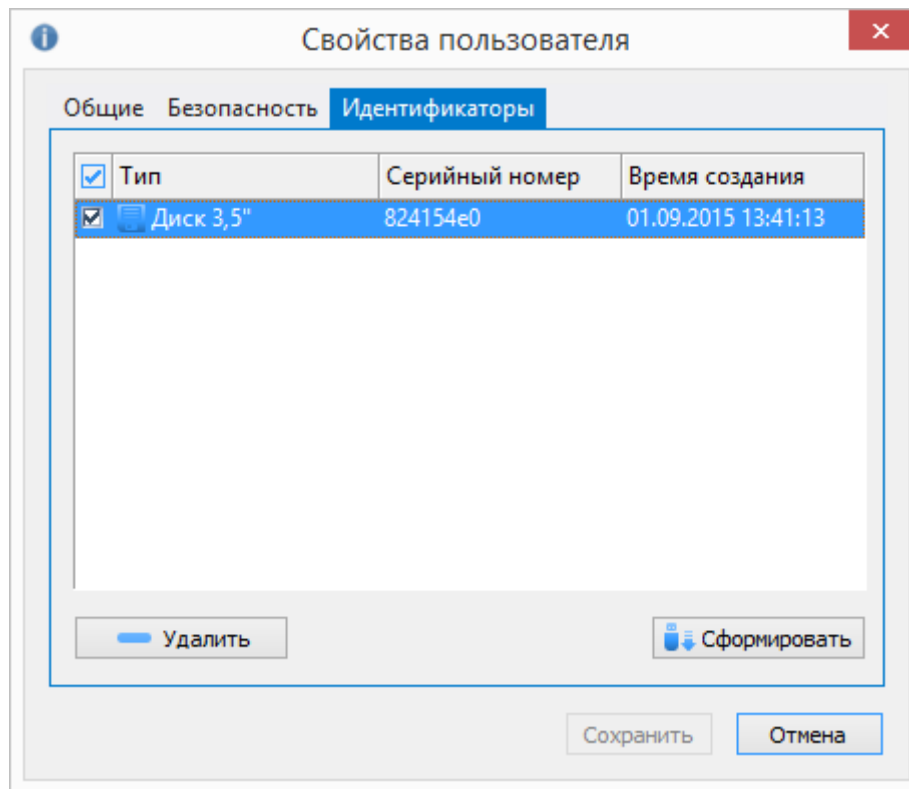 Свойства пользователя
Общие Безопасность Идентификаторы
Тип Серийный номер Время создания
Диск 3,5" 824154e0 01.09.2015 13:41:13
Удалить Сформировать
Сохранить Отмена